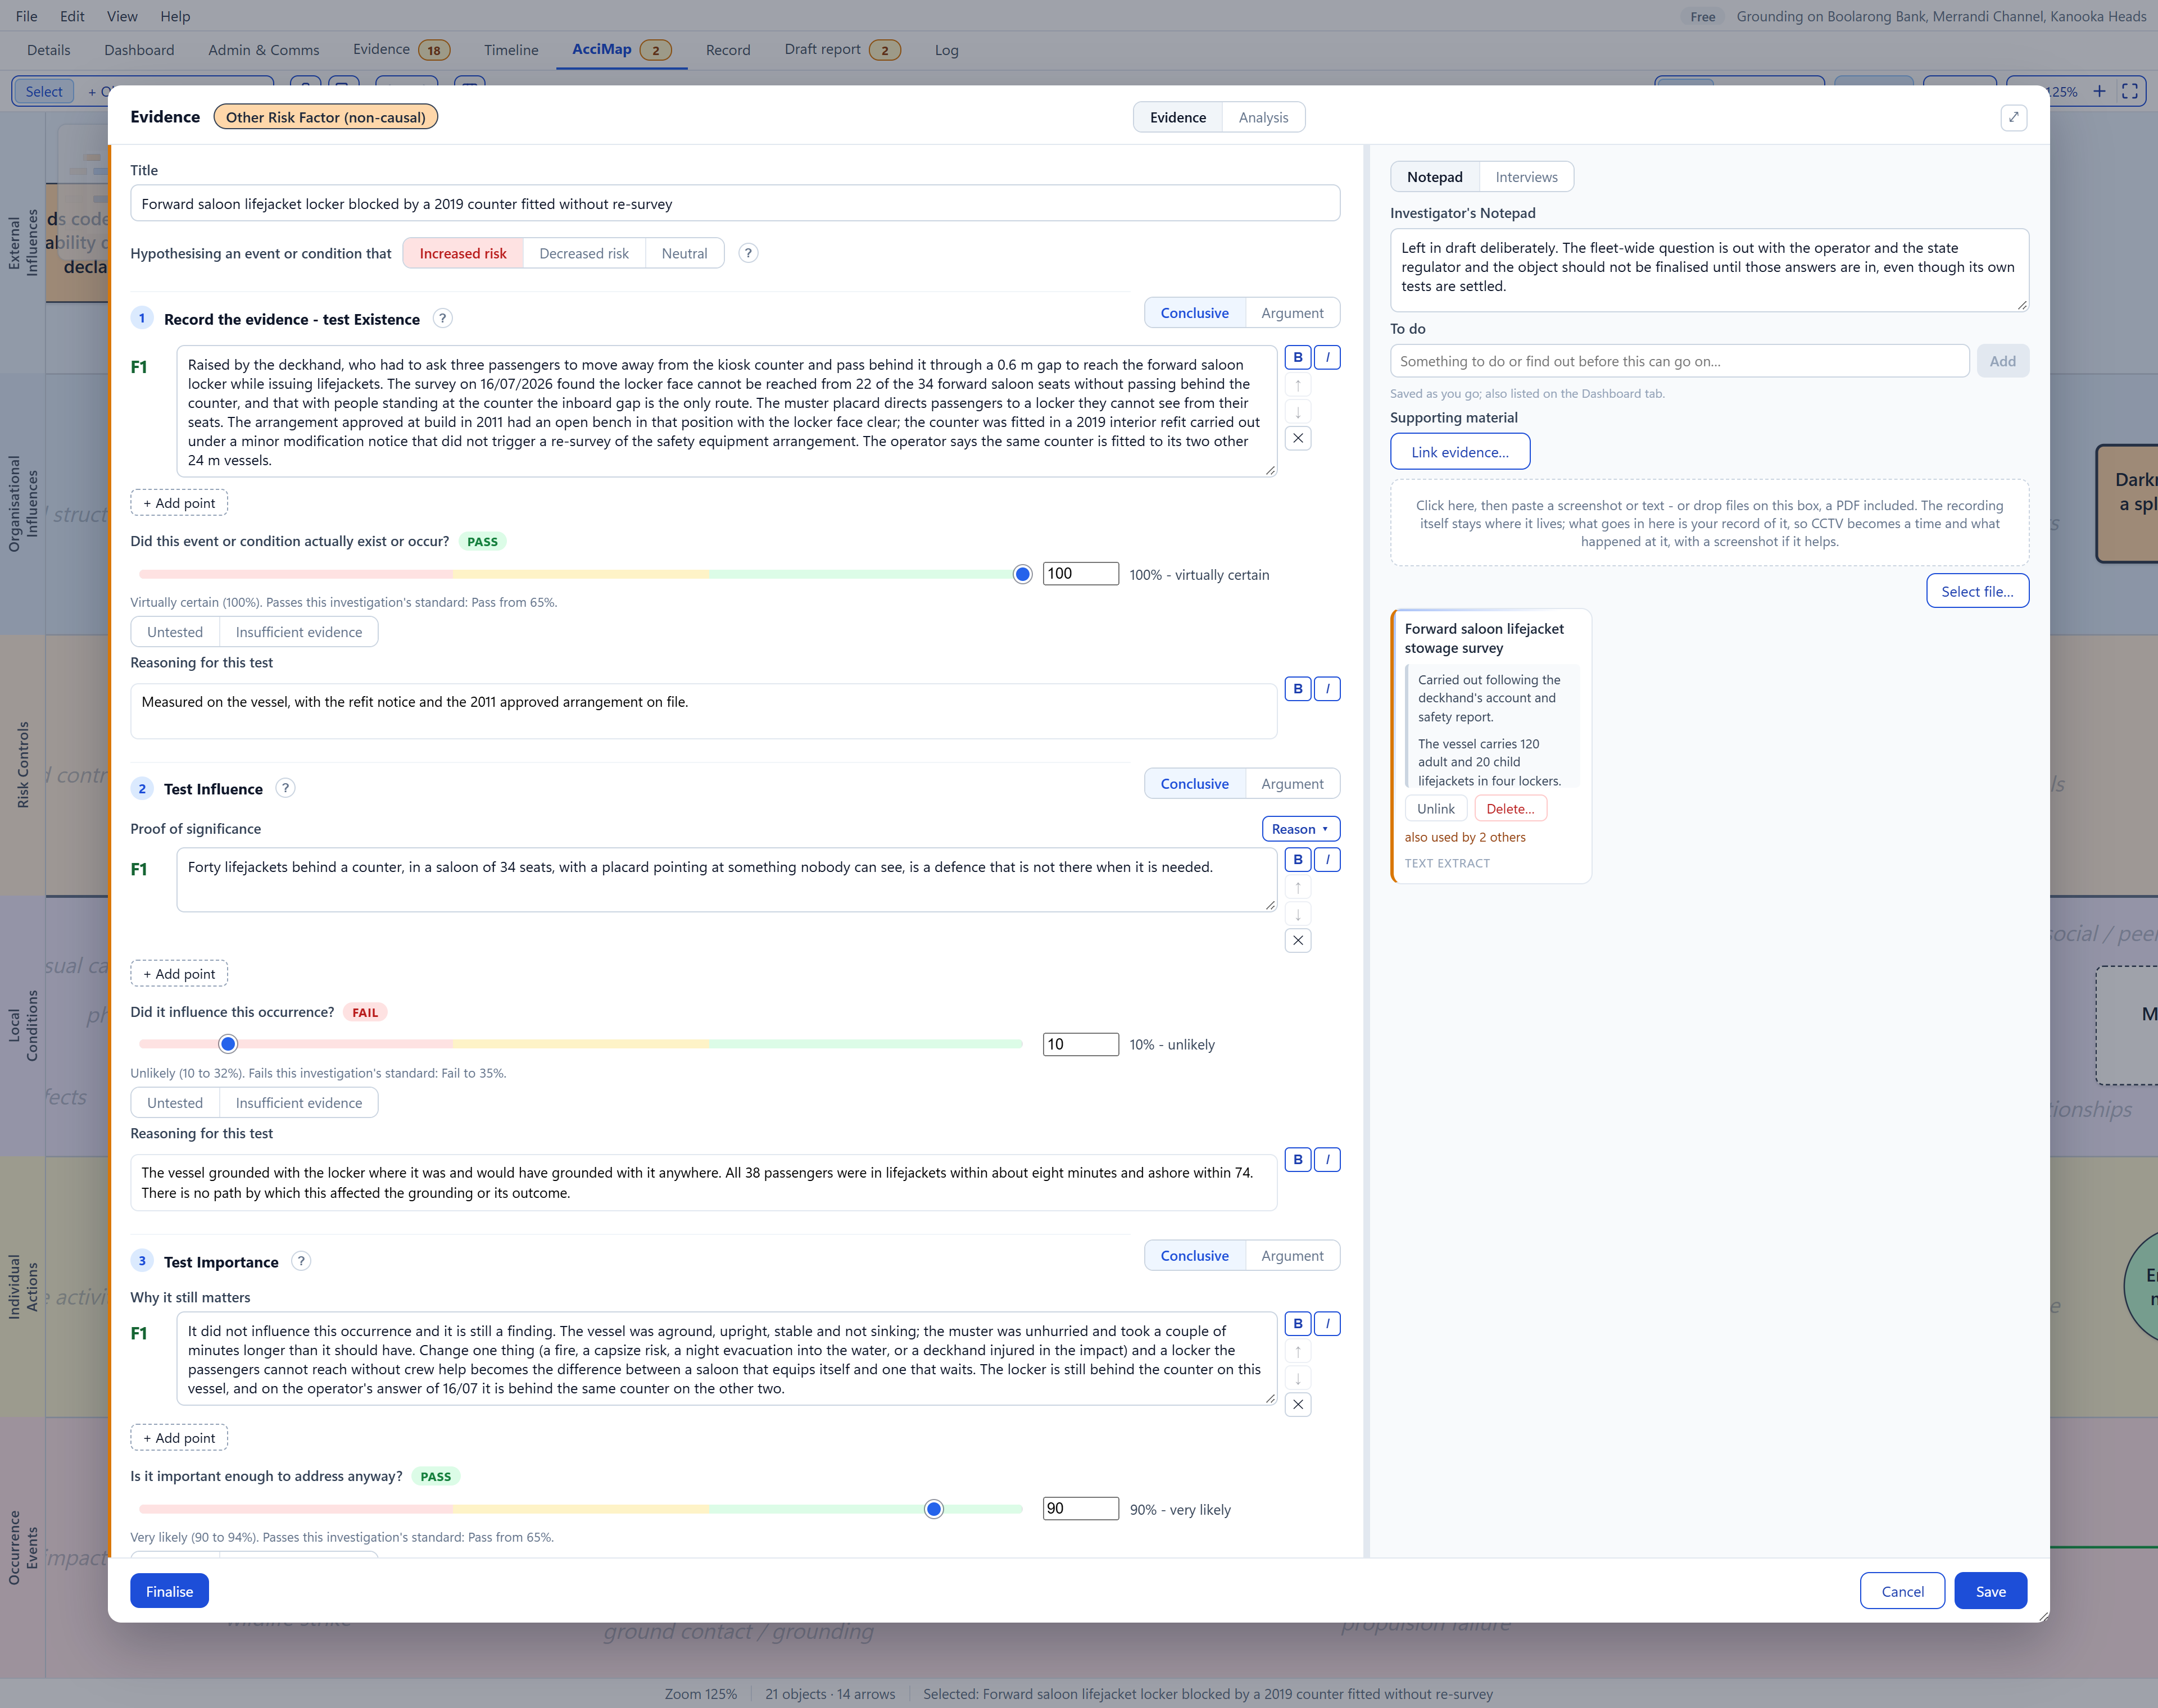 File Edit View Help
Free Grounding on Boolarong Bank, Merrandi Channel, Kanooka Heads
Details Dashboard Admin & Comms Evidence 18 Timeline AcciMap 2 Record Draft report 2 Log
Select + 125% +
Evidence Other Risk Factor (non-causal) Evidence Analysis
Title
Forward saloon lifejacket locker blocked by a 2019 counter fitted without re-survey
Hypothesising an event or condition that Increased risk Decreased risk Neutral ?
1 Record the evidence - test Existence ? Conclusive Argument
F1
Raised by the deckhand, who had to ask three passengers to move away from the kiosk counter and pass behind it through a 0.6 m gap to reach the forward saloon
locker while issuing lifejackets. The survey on 16/07/2026 found the locker face cannot be reached from 22 of the 34 forward saloon seats without passing behind the
counter, and that with people standing at the counter the inboard gap is the only route. The muster placard directs passengers to a locker they cannot see from their
seats. The arrangement approved at build in 2011 had an open bench in that position with the locker face clear; the counter was fitted in a 2019 interior refit carried out
under a minor modification notice that did not trigger a re-survey of the safety equipment arrangement. The operator says the same counter is fitted to its two other
24 m vessels.
B I
↑
↓
×
+ Add point
Did this event or condition actually exist or occur? PASS
100 100% - virtually certain
Virtually certain (100%). Passes this investigation's standard: Pass from 65%.
Untested Insufficient evidence
Reasoning for this test
Measured on the vessel, with the refit notice and the 2011 approved arrangement on file.
B I
2 Test Influence ? Conclusive Argument
Proof of significance Reason ▾
F1
Forty lifejackets behind a counter, in a saloon of 34 seats, with a placard pointing at something nobody can see, is a defence that is not there when it is needed.
B I
↑
↓
×
+ Add point
Did it influence this occurrence? FAIL
10 10% - unlikely
Unlikely (10 to 32%). Fails this investigation's standard: Fail to 35%.
Untested Insufficient evidence
Reasoning for this test
The vessel grounded with the locker where it was and would have grounded with it anywhere. All 38 passengers were in lifejackets within about eight minutes and ashore within 74.
There is no path by which this affected the grounding or its outcome.
B I
3 Test Importance ? Conclusive Argument
Why it still matters
F1
It did not influence this occurrence and it is still a finding. The vessel was aground, upright, stable and not sinking; the muster was unhurried and took a couple of
minutes longer than it should have. Change one thing (a fire, a capsize risk, a night evacuation into the water, or a deckhand injured in the impact) and a locker the
passengers cannot reach without crew help becomes the difference between a saloon that equips itself and one that waits. The locker is still behind the counter on this
vessel, and on the operator's answer of 16/07 it is behind the same counter on the other two.
B I
↑
↓
×
+ Add point
Is it important enough to address anyway? PASS
90 90% - very likely
Very likely (90 to 94%). Passes this investigation's standard: Pass from 65%.
Finalise Cancel Save
Notepad Interviews
Investigator's Notepad
Left in draft deliberately. The fleet-wide question is out with the operator and the state
regulator and the object should not be finalised until those answers are in, even though its own
tests are settled.
To do
Something to do or find out before this can go on... Add
Saved as you go; also listed on the Dashboard tab.
Supporting material
Link evidence...
Click here, then paste a screenshot or text - or drop files on this box, a PDF included. The recording
itself stays where it lives; what goes in here is your record of it, so CCTV becomes a time and what
happened at it, with a screenshot if it helps.
Select file...
Forward saloon lifejacket
stowage survey
Carried out following the
deckhand's account and
safety report.
The vessel carries 120
adult and 20 child
lifejackets in four lockers.
Unlink Delete...
also used by 2 others
TEXT EXTRACT
External
Influences
Organisational
Influences
Risk Controls
Local
Conditions
Individual
Actions
Occurrence
Events
ground contact / grounding
propulsion failure
Zoom 125% 21 objects · 14 arrows Selected: Forward saloon lifejacket locker blocked by a 2019 counter fitted without re-survey